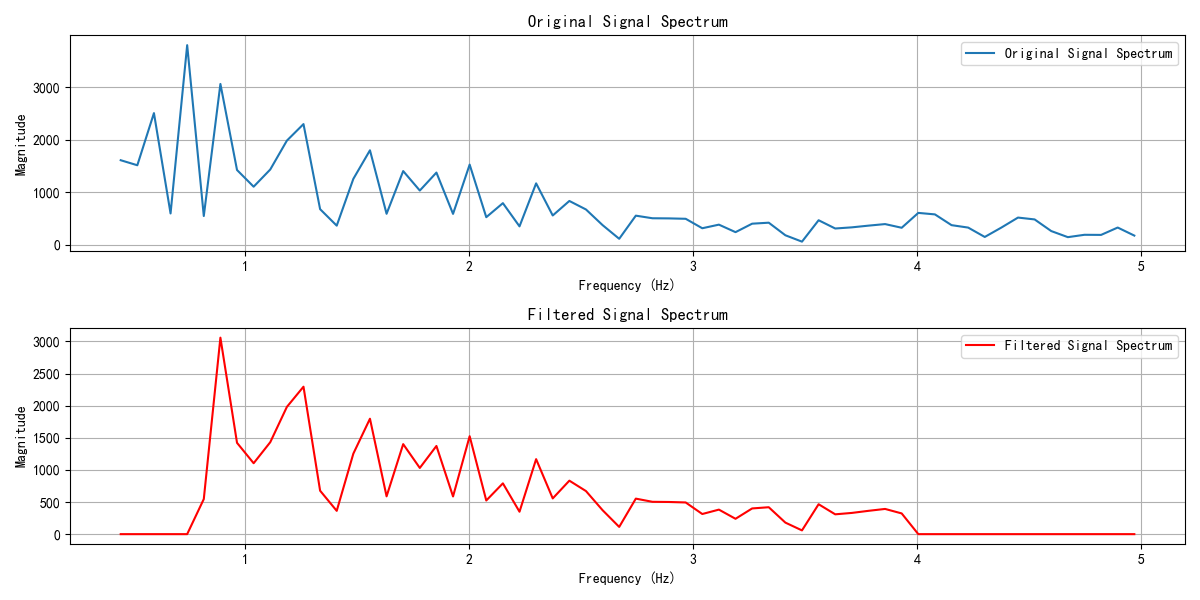 Original Signal Spectrum
Original Signal Spectrum
Magnitude
3000
2000
1000
0
1 2 3 4 5
Frequency (Hz)
Filtered Signal Spectrum
Filtered Signal Spectrum
Magnitude
3000
2500
2000
1500
1000
500
0
1 2 3 4 5
Frequency (Hz)